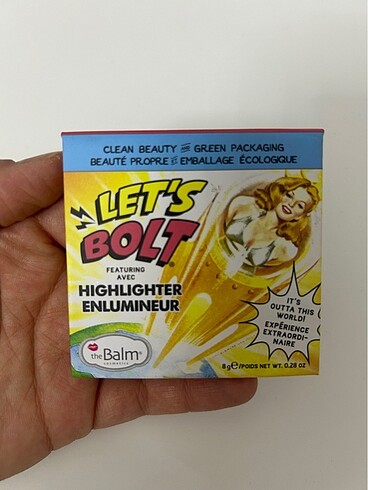 CLEAN BEAUTY AND GREEN PACKAGING
BEAUTÉ PROPRE ET EMBALLAGE ÉCOLOGIQUE
LET'S
BOLT®
FEATURING
AVEC
HIGHLIGHTER
ENLUMINEUR
IT'S
OUTTA THIS
WORLD!
EXPÉRIENCE
EXTRAORDI-
NAIRE
theBalm®
cosmetics
8g℮/POIDS NET WT. 0.28 OZ